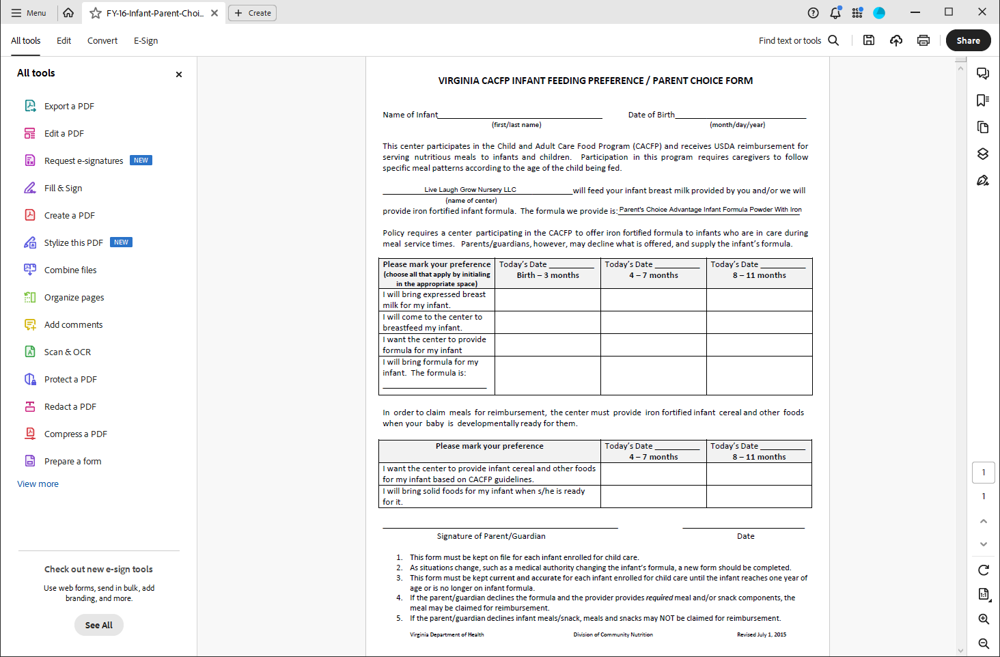 Menu
FY-16-Infant-Parent-Choi...
Create
All tools
Edit
Convert
E-Sign
Find text or tools
Share
All tools
Export a PDF
Edit a PDF
Request e-signatures NEW
Fill & Sign
Create a PDF
Stylize this PDF NEW
Combine files
Organize pages
Add comments
Scan & OCR
Protect a PDF
Redact a PDF
Compress a PDF
Prepare a form
View more
Check out new e-sign tools
Use web forms, send in bulk, add
branding, and more.
See All
VIRGINIA CACFP INFANT FEEDING PREFERENCE / PARENT CHOICE FORM
Name of Infant Date of Birth
(first/last name) (month/day/year)
This center participates in the Child and Adult Care Food Program (CACFP) and receives USDA reimbursement for
serving nutritious meals to infants and children. Participation in this program requires caregivers to follow
specific meal patterns according to the age of the child being fed.
Live Laugh Grow Nursery LLC will feed your infant breast milk provided by you and/or we will
(name of center)
provide iron fortified infant formula. The formula we provide is: Parent's Choice Advantage Infant Formula Powder With Iron
Policy requires a center participating in the CACFP to offer iron fortified formula to infants who are in care during
meal service times. Parents/guardians, however, may decline what is offered, and supply the infant's formula.
Please mark your preference
(choose all that apply by initialing
in the appropriate space)
Today's Date __________
Birth – 3 months
Today's Date __________
4 – 7 months
Today's Date __________
8 – 11 months
I will bring expressed breast
milk for my infant.
I will come to the center to
breastfeed my infant.
I want the center to provide
formula for my infant
I will bring formula for my
infant. The formula is:
In order to claim meals for reimbursement, the center must provide iron fortified infant cereal and other foods
when your baby is developmentally ready for them.
Please mark your preference
Today's Date __________
4 – 7 months
Today's Date __________
8 – 11 months
I want the center to provide infant cereal and other foods
for my infant based on CACFP guidelines.
I will bring solid foods for my infant when s/he is ready
for it.
Signature of Parent/Guardian Date
1. This form must be kept on file for each infant enrolled for child care.
2. As situations change, such as a medical authority changing the infant's formula, a new form should be completed.
3. This form must be kept current and accurate for each infant enrolled for child care until the infant reaches one year of
age or is no longer on infant formula.
4. If the parent/guardian declines the formula and the provider provides required meal and/or snack components, the
meal may be claimed for reimbursement.
5. If the parent/guardian declines infant meals/snack, meals and snacks may NOT be claimed for reimbursement.
Virginia Department of Health Division of Community Nutrition Revised July 1, 2015
1
1
1:1